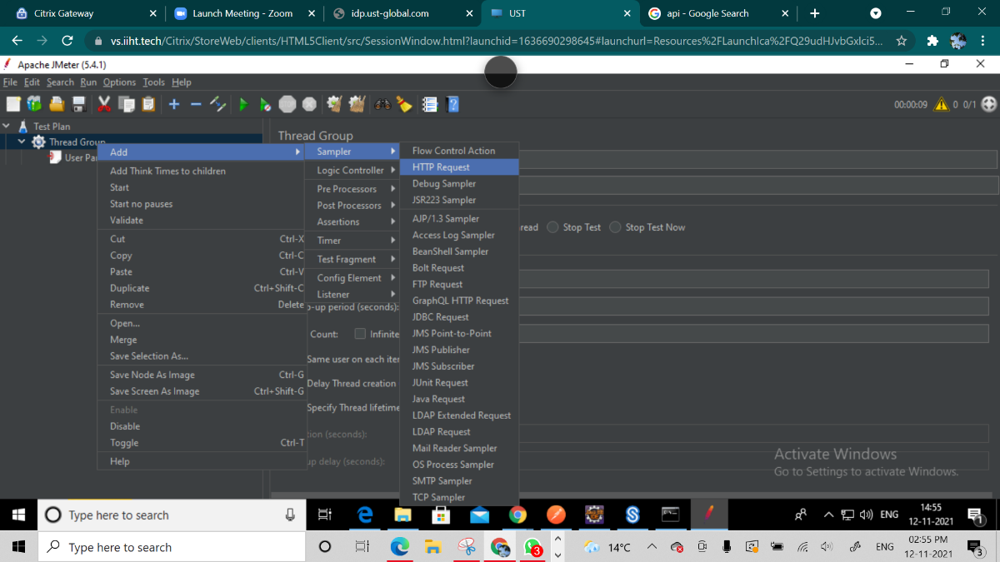 Citrix Gateway
Launch Meeting - Zoom
idp.ust-global.com
UST
api - Google Search
vs.iiht.tech/Citrix/StoreWeb/clients/HTML5Client/src/SessionWindow.html?launchid=1636690298645#launchurl=Resources%2FLaunchIca%2FQ29udHJvbGxlci5...
Apache JMeter (5.4.1)
File Edit Search Run Options Tools Help
00:00:09 0 0/1
Test Plan
Thread Group
User Pa
Thread Group
Add
Add Think Times to children
Start
Start no pauses
Validate
Cut Ctrl-X
Copy Ctrl-C
Paste Ctrl-V
Duplicate Ctrl+Shift-C
Remove Delete
Open...
Merge
Save Selection As...
Save Node As Image Ctrl-G
Save Screen As Image Ctrl+Shift-G
Enable
Disable
Toggle Ctrl-T
Help
Sampler
Logic Controller
Pre Processors
Post Processors
Assertions
Timer
Test Fragment
Config Element
Listener
Flow Control Action
HTTP Request
Debug Sampler
JSR223 Sampler
AJP/1.3 Sampler
Access Log Sampler
BeanShell Sampler
Bolt Request
FTP Request
GraphQL HTTP Request
JDBC Request
JMS Point-to-Point
JMS Publisher
JMS Subscriber
JUnit Request
Java Request
LDAP Extended Request
LDAP Request
Mail Reader Sampler
OS Process Sampler
SMTP Sampler
TCP Sampler
read Stop Test Stop Test Now
p-up period (seconds):
Count: Infinite
Same user on each iter
Delay Thread creation
Specify Thread lifetime
tion (seconds):
up delay (seconds):
Activate Windows
Go to Settings to activate Windows.
Type here to search
ENG
14:55
12-11-2021
1
Type here to search
3
14°C
ENG
02:55 PM
12-11-2021
3